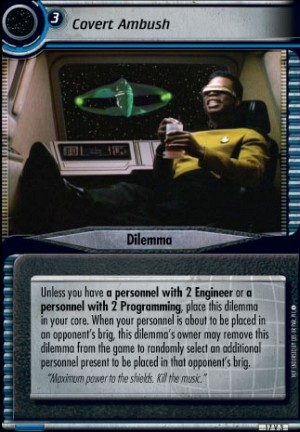 3
Covert Ambush
Dilemma
Unless you have a personnel with 2 Engineer or a
personnel with 2 Programming, place this dilemma
in your core. When your personnel is about to be placed in
an opponent's brig, this dilemma's owner may remove this
dilemma from the game to randomly select an additional
personnel present to be placed in that opponent's brig.
"Maximum power to the shields. Kill the music."
17 V 5